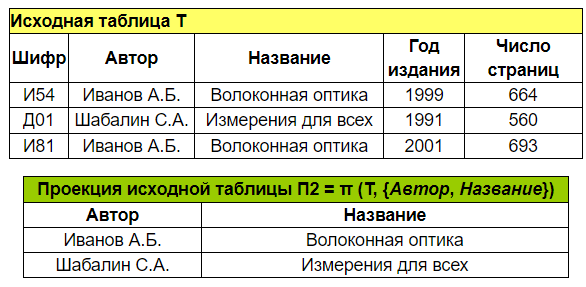 Исходная таблица Т
Шифр Автор Название Год издания Число страниц
И54 Иванов А.Б. Волоконная оптика 1999 664
Д01 Шабалин С.А. Измерения для всех 1991 560
И81 Иванов А.Б. Волоконная оптика 2001 693
Проекция исходной таблицы П2 = π (Т, {Автор, Название})
Автор Название
Иванов А.Б. Волоконная оптика
Шабалин С.А. Измерения для всех